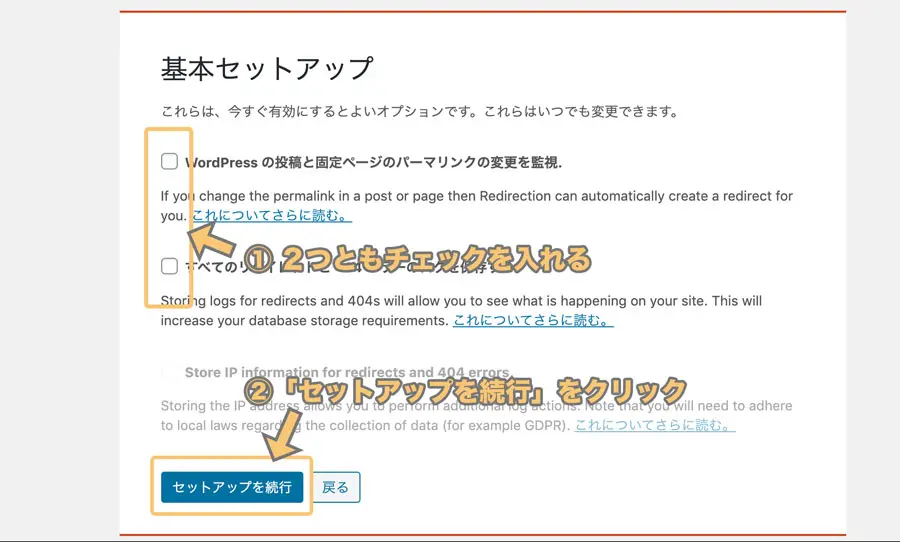 基本セットアップ
これらは、今すぐ有効にするとよいオプションです。これらはいつでも変更できます。
WordPress の投稿と固定ページのパーマリンクの変更を監視.
If you change the permalink in a post or page then Redirection can automatically create a redirect for
you. これについてさらに読む。
① 2つともチェックを入れる
すべての
Storing logs for redirects and 404s will allow you to see what is happening on your site. This will
increase your database storage requirements. これについてさらに読む。
Store IP information for redirects and 404 errors.
② 「セットアップを続行」をクリック
Storing the IP address allows you to perform additional log actions. Note that you will need to adhere
to local laws regarding the collection of data (for example GDPR). これについてさらに読む。
セットアップを続行 戻る